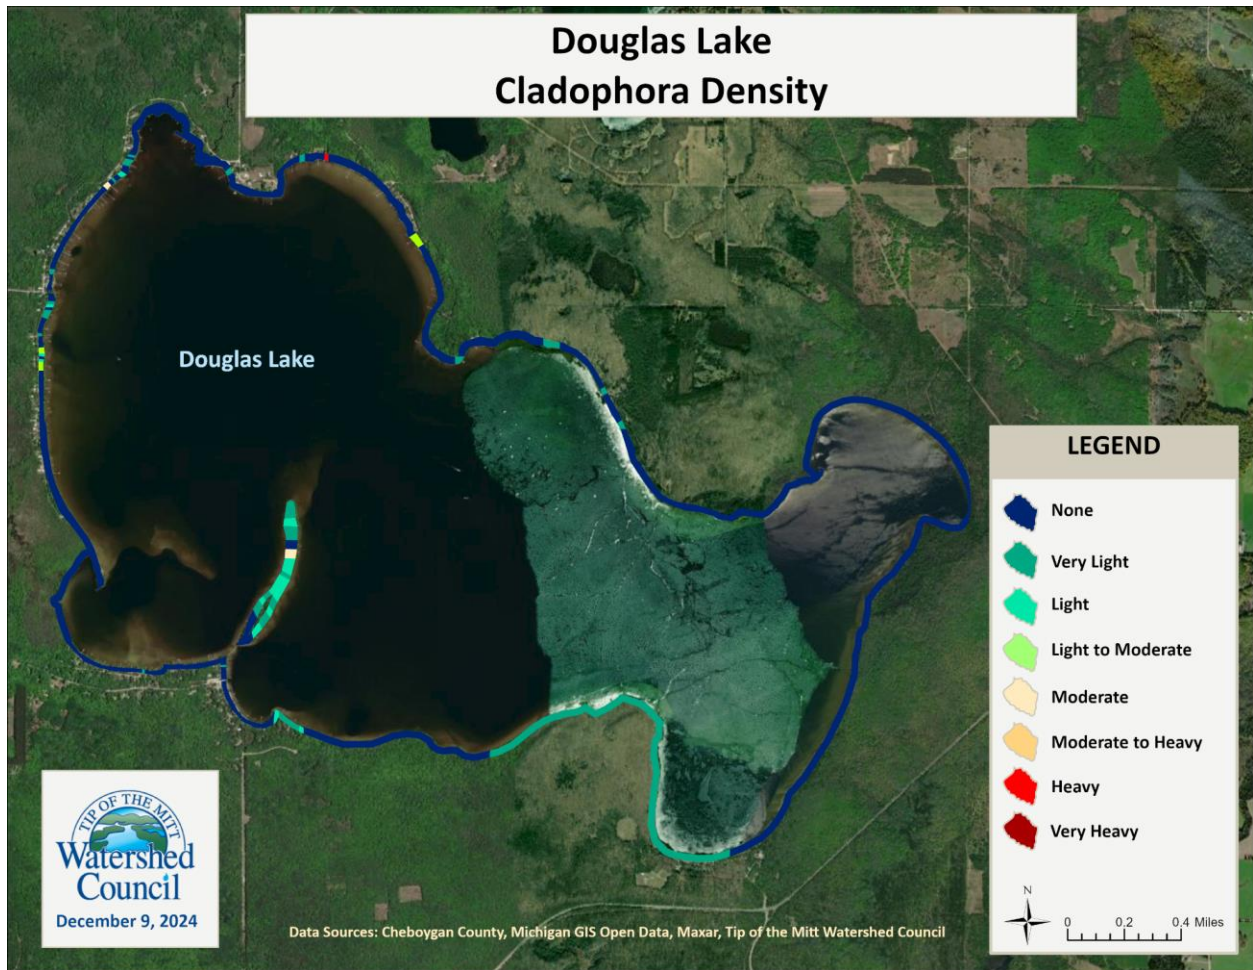 Douglas Lake
Cladophora Density
Douglas Lake
LEGEND
None
Very Light
Light
Light to Moderate
Moderate
Moderate to Heavy
Heavy
Very Heavy
N
0 0.2 0.4 Miles
TIP OF THE MITT
Watershed
Council
December 9, 2024
Data Sources: Cheboygan County, Michigan GIS Open Data, Maxar, Tip of the Mitt Watershed Council